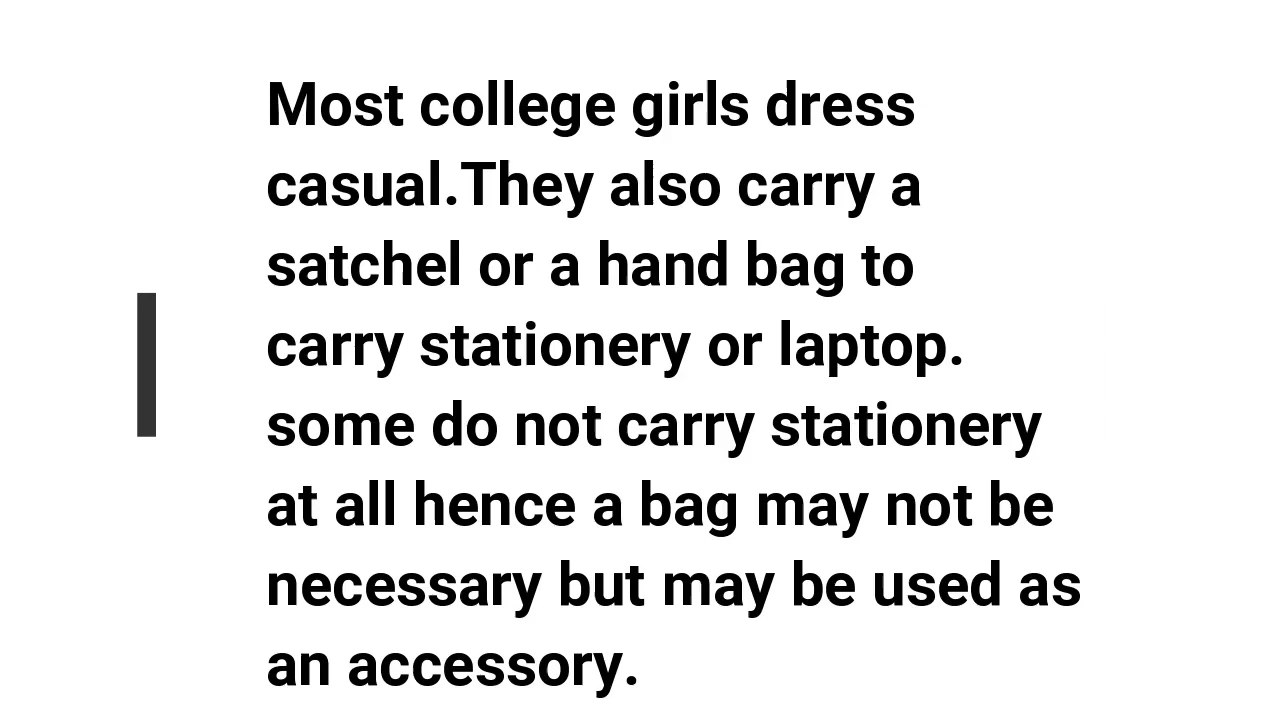 Most college girls dress
casual.They also carry a
satchel or a hand bag to
carry stationery or laptop.
some do not carry stationery
at all hence a bag may not be
necessary but may be used as
an accessory.